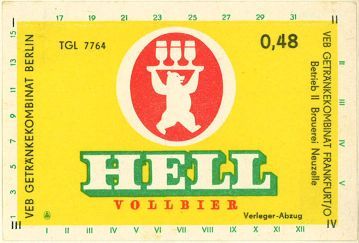 17 19 21 23 25 27 29 31
TGL 7764
0,48
HELL
VOLLBIER
Verleger-Abzug
VEB GETRÄNKEKOMBINAT BERLIN
VEB GETRÄNKEKOMBINAT FRANKFURT/O
Betrieb II Brauerei Neuzelle
15
13
11
9
7
5
3
1
III
I
II
III
IV
V
VI
VII
VIII
IX
X
XI
XII
IV